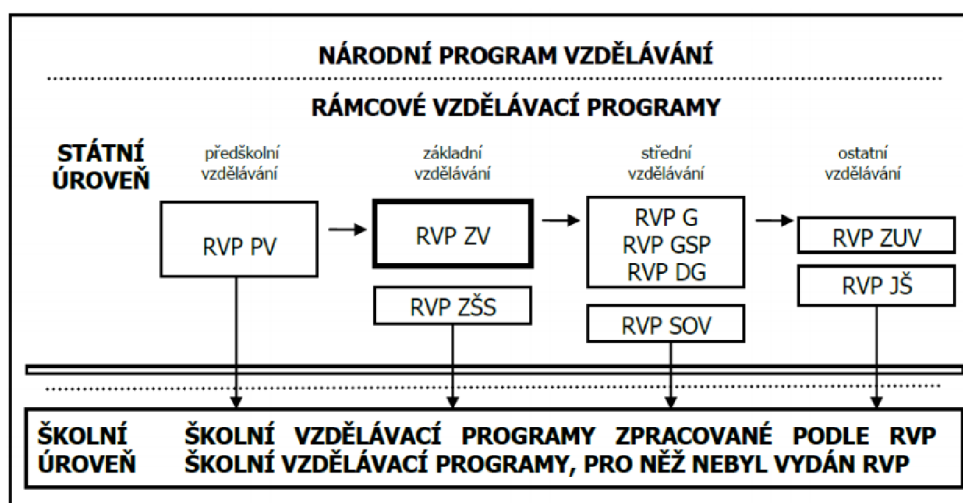 NÁRODNÍ PROGRAM VZDĚLÁVÁNÍ
RÁMCOVÉ VZDĚLÁVACÍ PROGRAMY
STÁTNÍ
ÚROVEŇ
předškolní
vzdělávání
základní
vzdělávání
střední
vzdělávání
ostatní
vzdělávání
RVP PV
RVP ZV
RVP ZŠS
RVP G
RVP GSP
RVP DG
RVP SOV
RVP ZUV
RVP JŠ
ŠKOLNÍ
ÚROVEŇ
ŠKOLNÍ VZDĚLÁVACÍ PROGRAMY ZPRACOVANÉ PODLE RVP
ŠKOLNÍ VZDĚLÁVACÍ PROGRAMY, PRO NĚŽ NEBYL VYDÁN RVP